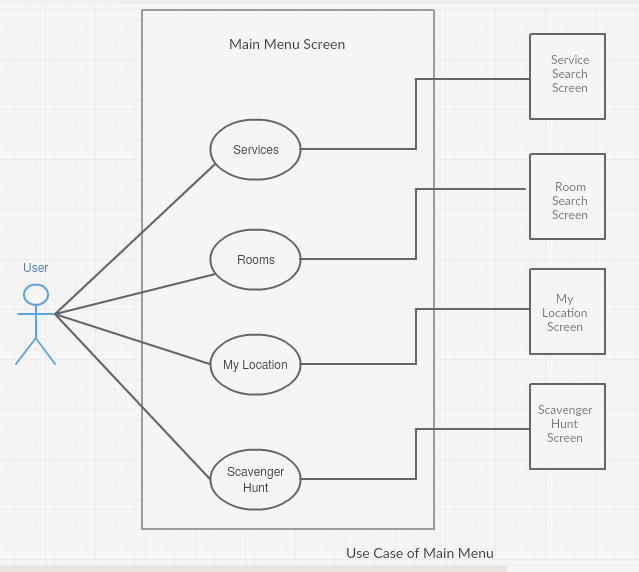 Main Menu Screen
Service
Search
Screen
Services
Room
Search
Screen
Rooms
User
My
Location
Screen
My Location
Scavenger
Hunt
Screen
Scavenger
Hunt
Use Case of Main Menu